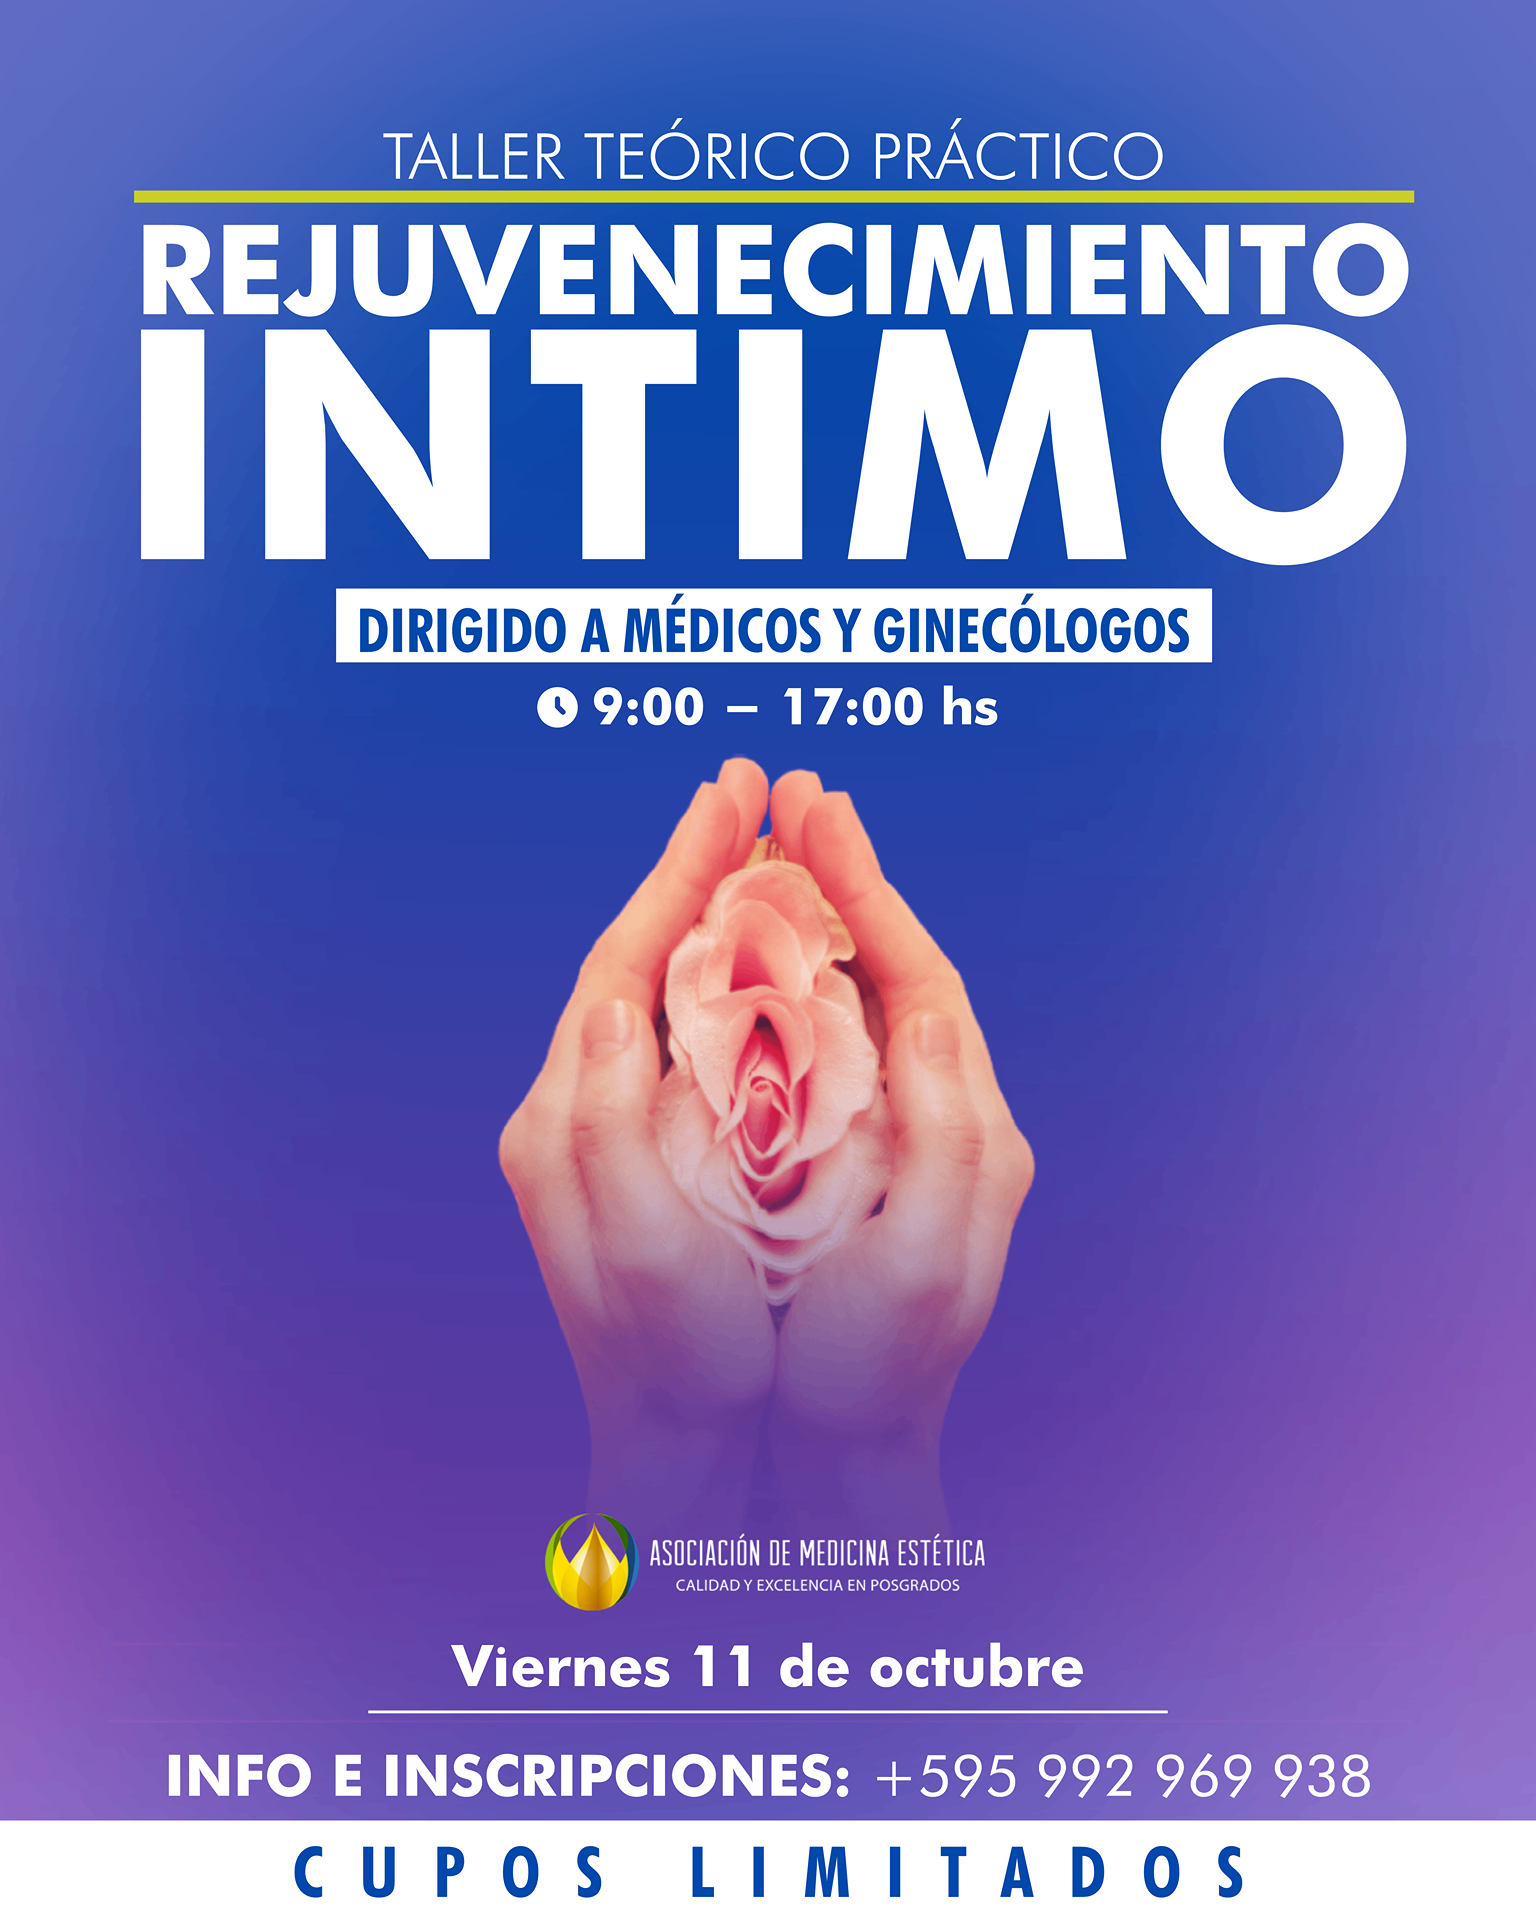 TALLER TEÓRICO PRÁCTICO
REJUVENECIMIENTO
INTIMO
DIRIGIDO A MÉDICOS Y GINECÓLOGOS
9:00 – 17:00 hs
ASOCIACIÓN DE MEDICINA ESTÉTICA
CALIDAD Y EXCELENCIA EN POSGRADOS
Viernes 11 de octubre
INFO E INSCRIPCIONES: +595 992 969 938
CUPOS LIMITADOS